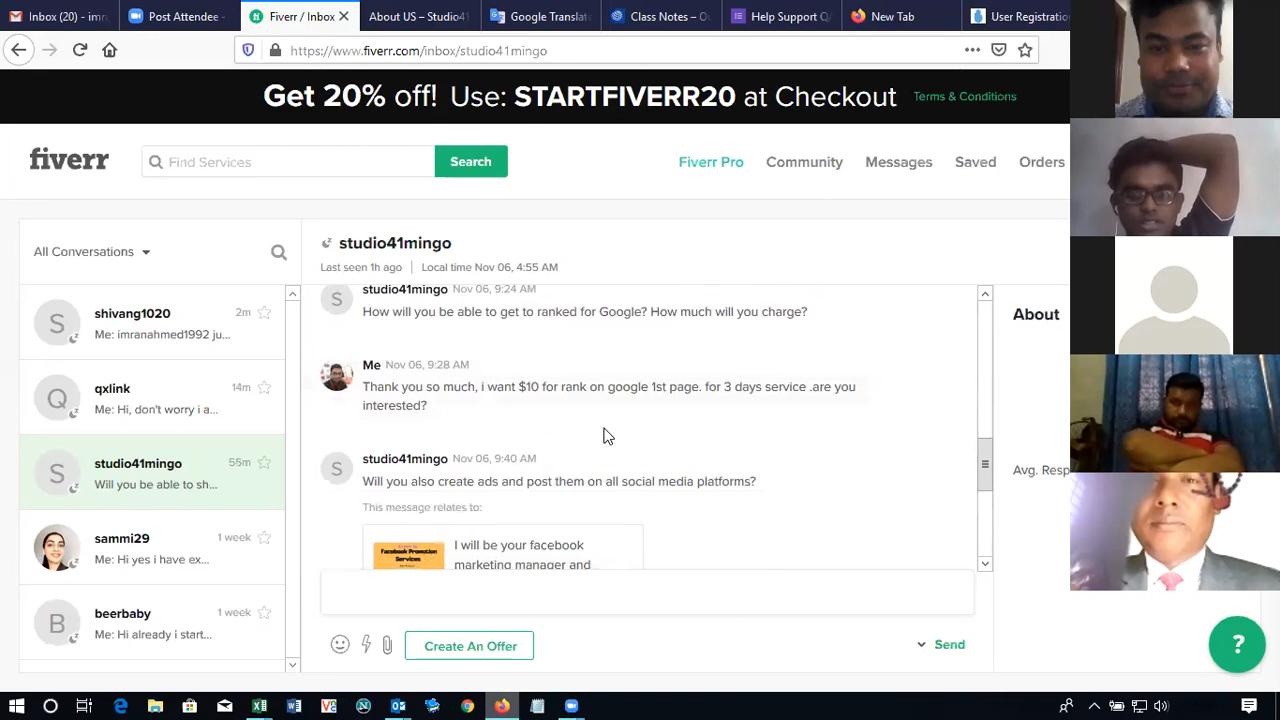 Inbox (20) - imr
Post Attendee -
Fiverr / Inbox
About US – Studio41
Google Translat
Class Notes – Ou
Help Support Q/
New Tab
User Registration
https://www.fiverr.com/inbox/studio41mingo
Get 20% off! Use: STARTFIVERR20 at Checkout Terms & Conditions
fiverr
Find Services
Search
Fiverr Pro
Community
Messages
Saved
Orders
All Conversations
studio41mingo
Last seen 1h ago | Local time Nov 06, 4:55 AM
S
shivang1020
2m
Me: imranahmed1992 ju...
Q
qxlink
14m
Me: Hi, don't worry i a...
S
studio41mingo
Will you be able to sh...
sammi29
1 week
Me: Hi yes i have ex...
B
beerbaby
1 week
Me: Hi already i start...
S
studio41mingo Nov 06, 9:24 AM
How will you be able to get to ranked for Google? How much will you charge?
Me Nov 06, 9:28 AM
Thank you so much, i want $10 for rank on google 1st page. for 3 days service .are you
interested?
S
studio41mingo Nov 06, 9:40 AM
Will you also create ads and post them on all social media platforms?
This message relates to:
Facebook Promotion
Services
I will be your facebook
marketing manager and
Create An Offer
Send
About
Avg. Resp
?